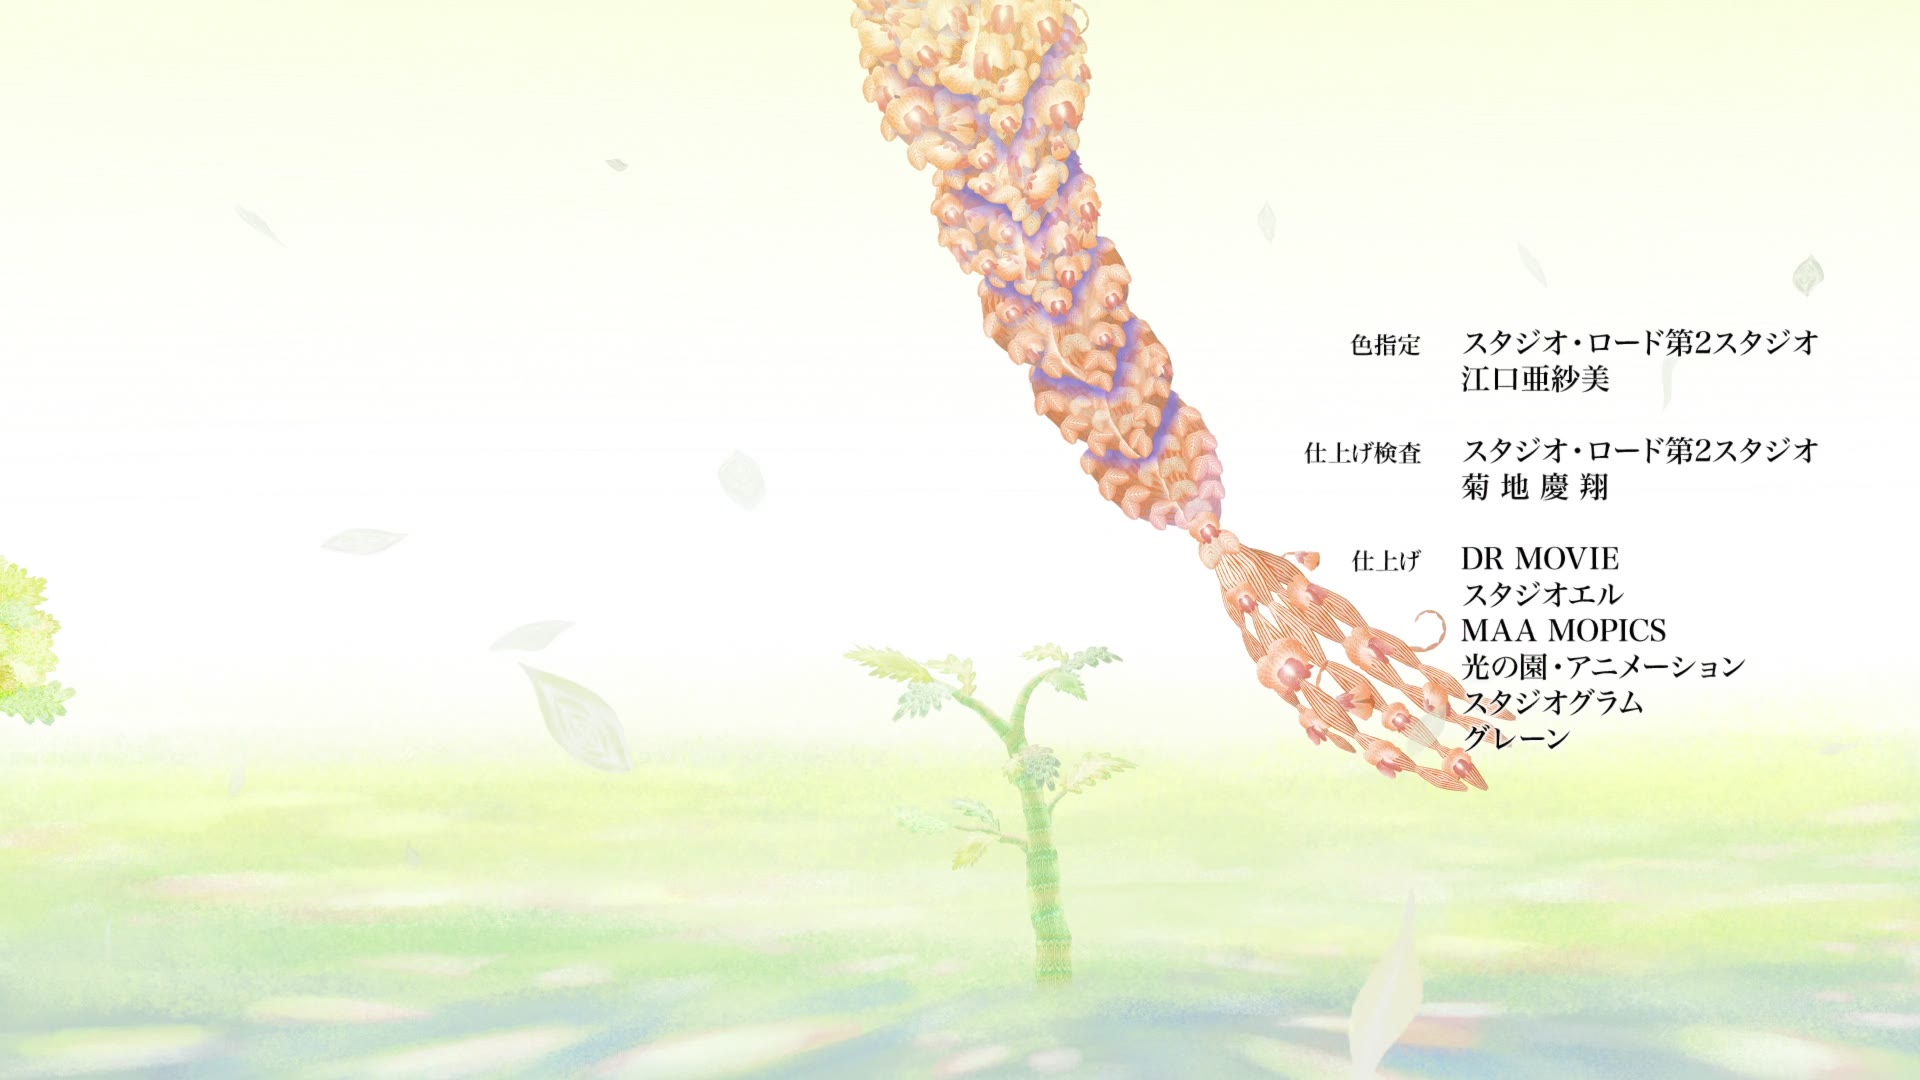 色指定 スタジオ・ロード第2スタジオ
江口亜紗美
仕上げ検査 スタジオ・ロード第2スタジオ
菊地慶翔
仕上げ DR MOVIE
スタジオエル
MAA MOPICS
光の園・アニメーション
スタジオグラム
グレーン